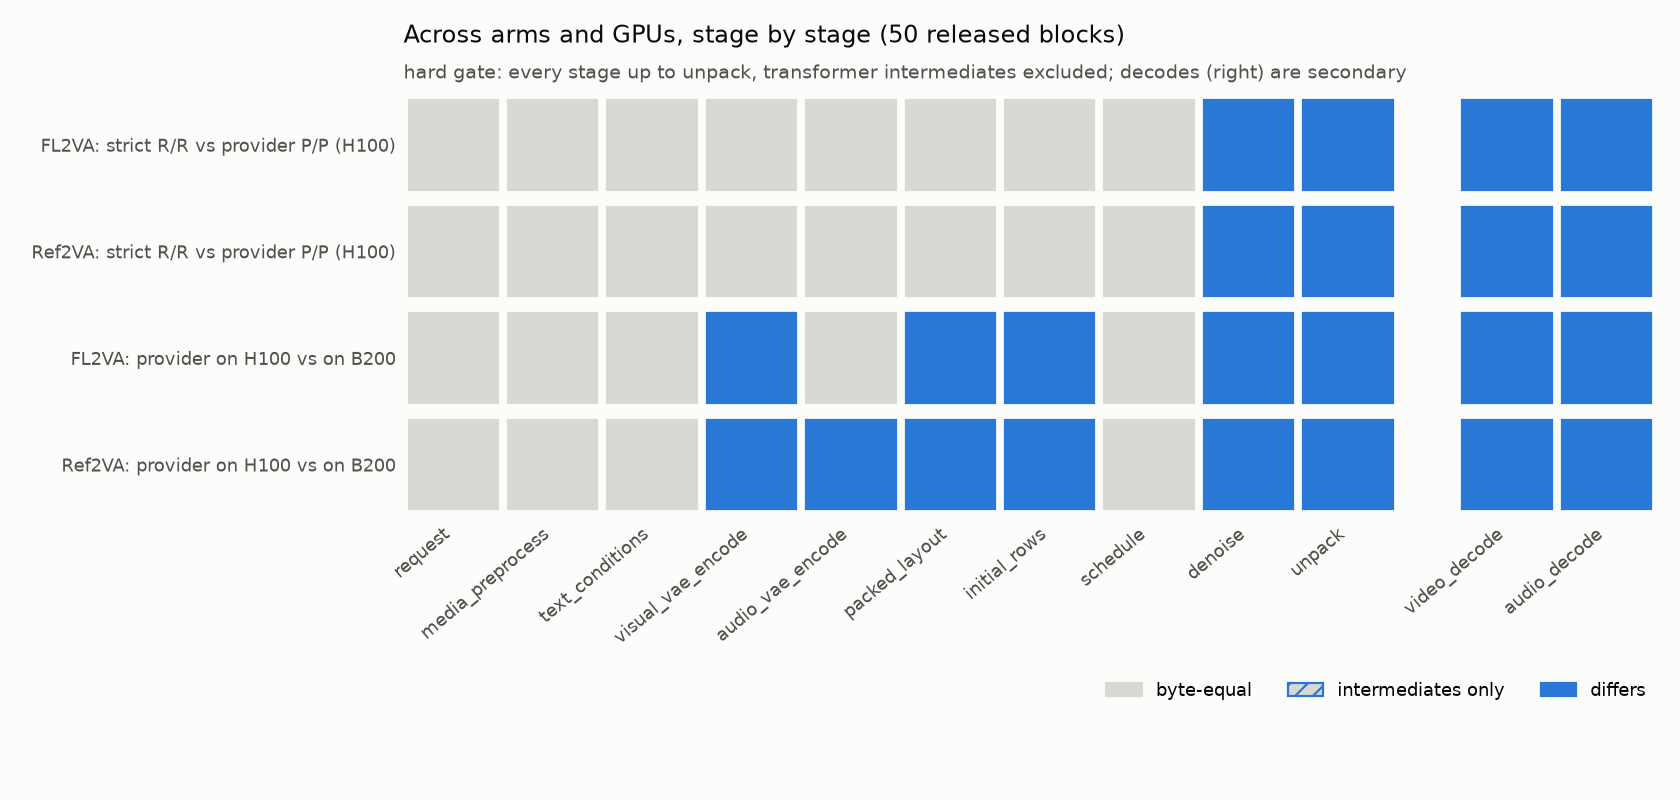 Across arms and GPUs, stage by stage (50 released blocks)
hard gate: every stage up to unpack, transformer intermediates excluded; decodes (right) are secondary
FL2VA: strict R/R vs provider P/P (H100)
Ref2VA: strict R/R vs provider P/P (H100)
FL2VA: provider on H100 vs on B200
Ref2VA: provider on H100 vs on B200
request
media_preprocess
text_conditions
visual_vae_encode
audio_vae_encode
packed_layout
initial_rows
schedule
denoise
unpack
video_decode
audio_decode
byte-equal
intermediates only
differs